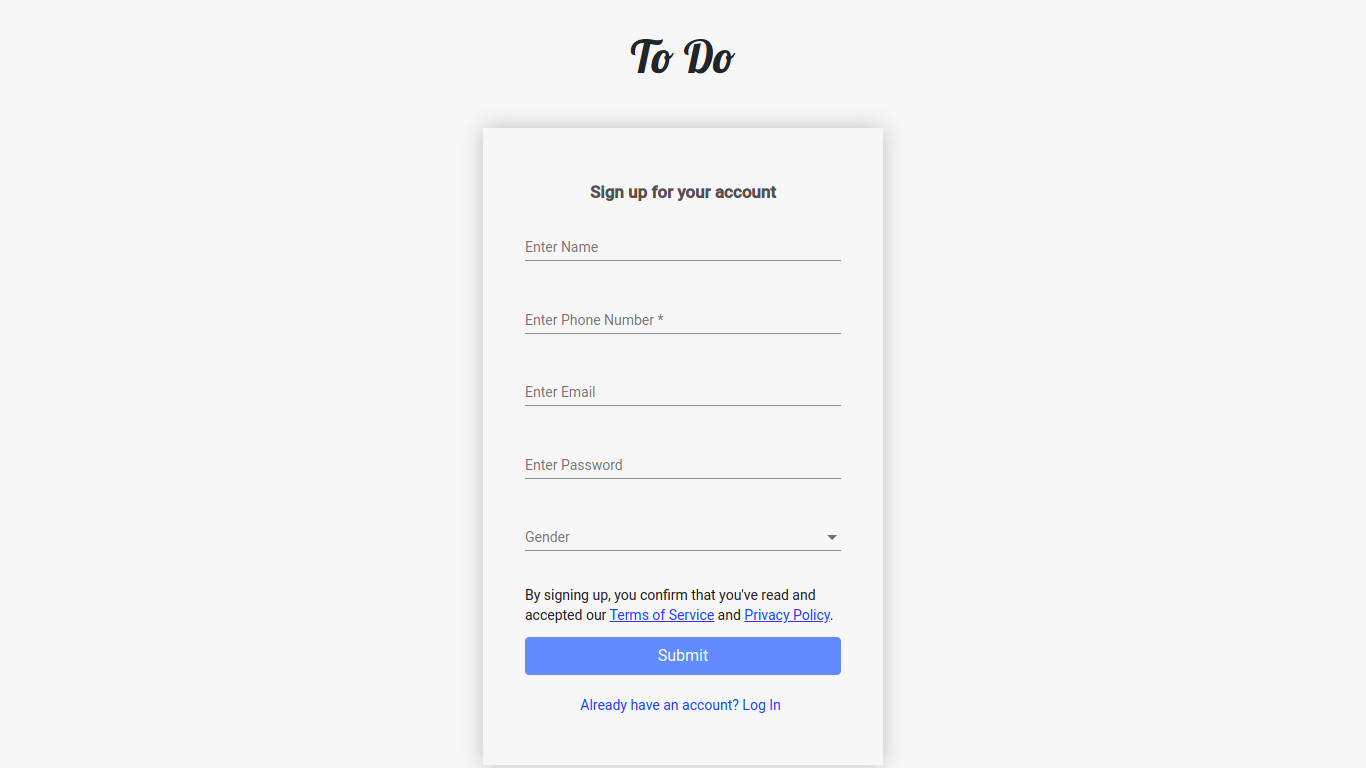 To Do
Sign up for your account
Enter Name
Enter Phone Number *
Enter Email
Enter Password
Gender
By signing up, you confirm that you've read and
accepted our Terms of Service and Privacy Policy.
Submit
Already have an account? Log In